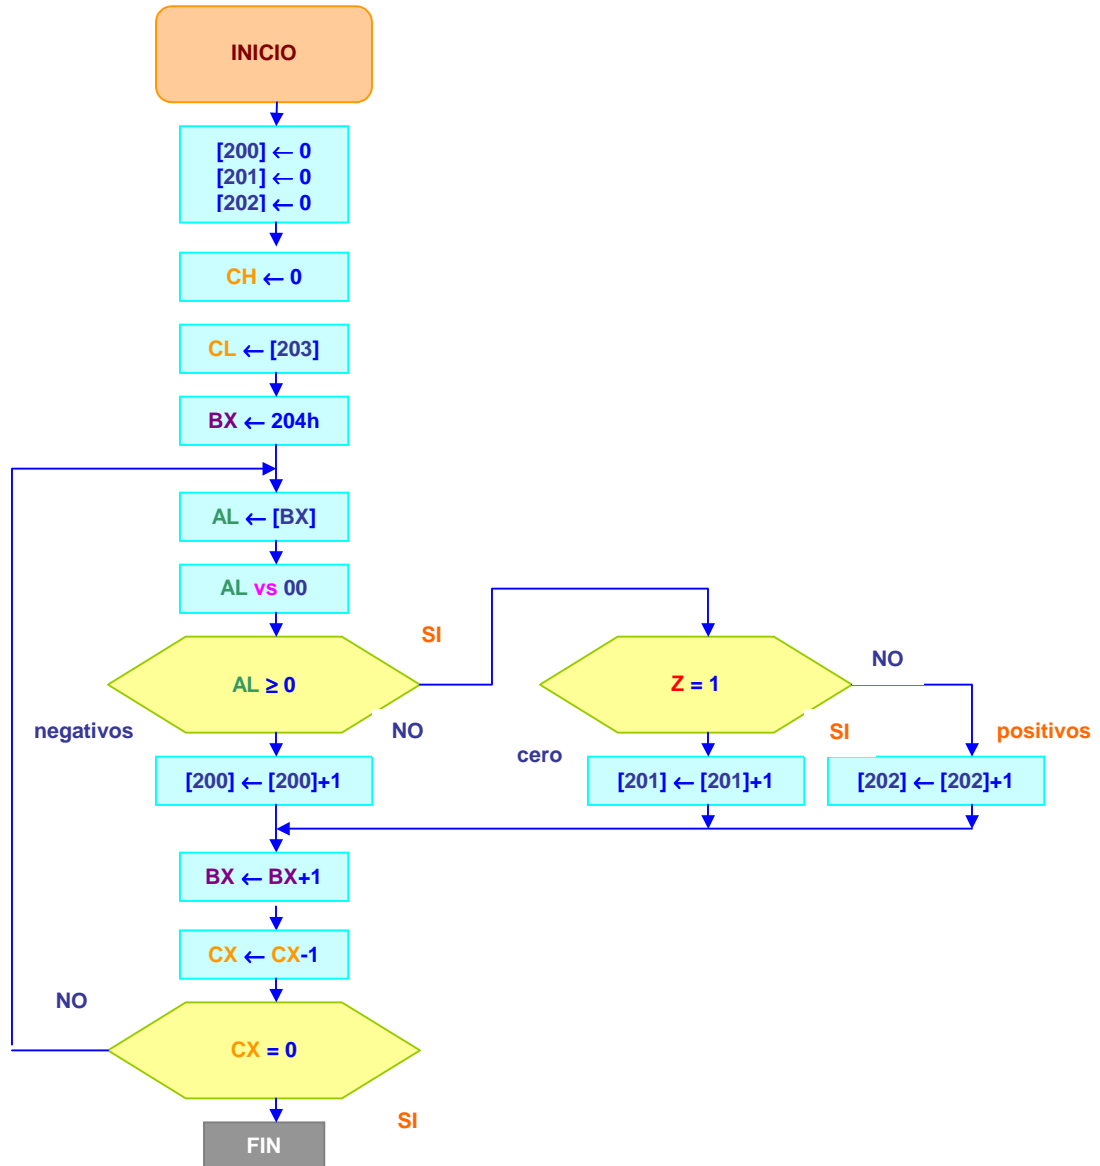 INICIO
[200] ← 0
[201] ← 0
[202] ← 0
CH ← 0
CL ← [203]
BX ← 204h
AL ← [BX]
AL vs 00
SI
AL ≥ 0
Z = 1
NO
negativos
NO
cero
SI
positivos
[200] ← [200]+1
[201] ← [201]+1
[202] ← [202]+1
BX ← BX+1
CX ← CX-1
NO
CX = 0
SI
FIN